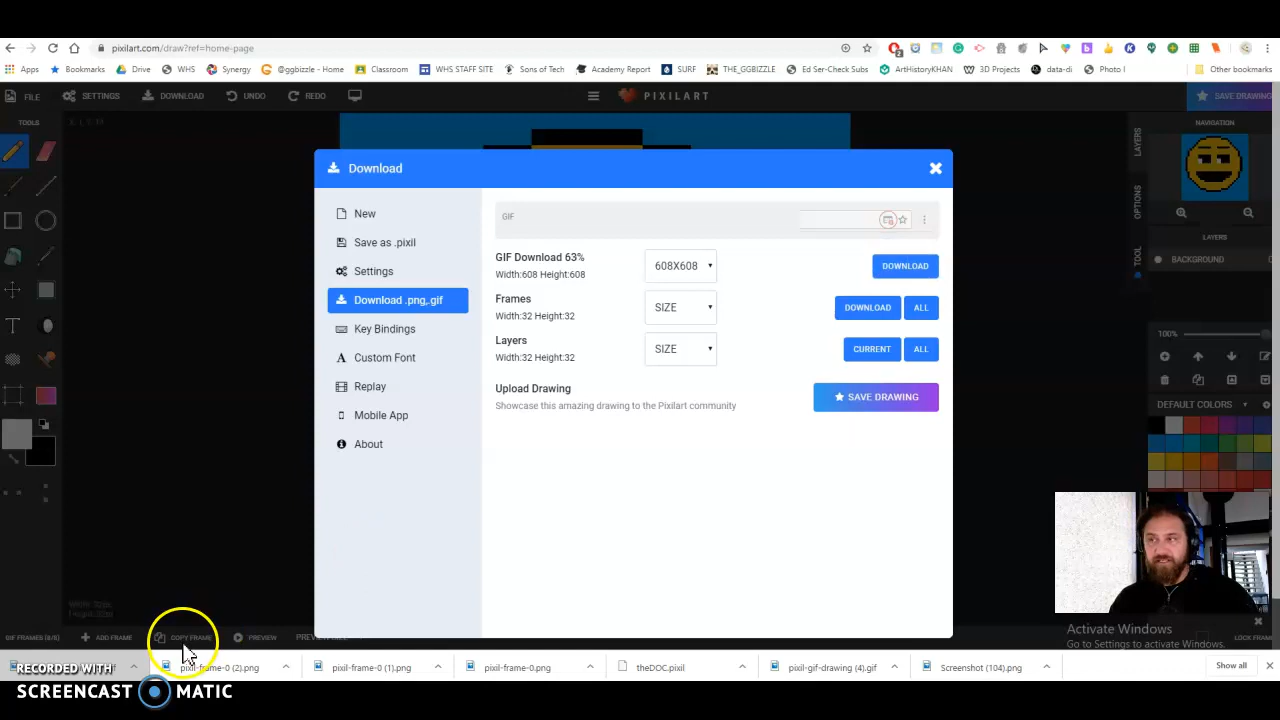 pixilart.com/draw?ref=home-page
Apps Bookmarks Drive WHS Synergy @ggbizzle - Home Classroom WHS STAFF SITE Sons of Tech Academy Report SURF THE_GGBIZZLE Ed Ser-Check Subs ArtHistoryKHAN 3D Projects data-di Photo I Other bookmarks
FILE SETTINGS DOWNLOAD UNDO REDO PIXILART SAVE DRAWING
TOOLS
NAVIGATION
LAYERS
OPTIONS
TOOL
LAYERS
BACKGROUND
100%
DEFAULT COLORS
Download
New
Save as .pixil
Settings
Download .png,.gif
Key Bindings
Custom Font
Replay
Mobile App
About
GIF
GIF Download 63%
Width:608 Height:608
608X608
DOWNLOAD
Frames
Width:32 Height:32
SIZE
DOWNLOAD ALL
Layers
Width:32 Height:32
SIZE
CURRENT ALL
Upload Drawing
Showcase this amazing drawing to the Pixilart community
SAVE DRAWING
ADD FRAME COPY FRAME PREVIEW
LOCK FRAM
Activate Windows
Go to Settings to activate Windows.
pixil-frame-0 (2).png pixil-frame-0 (1).png pixil-frame-0.png theDOC.pixil pixil-gif-drawing (4).gif Screenshot (104).png Show all
RECORDED WITH
SCREENCAST MATIC